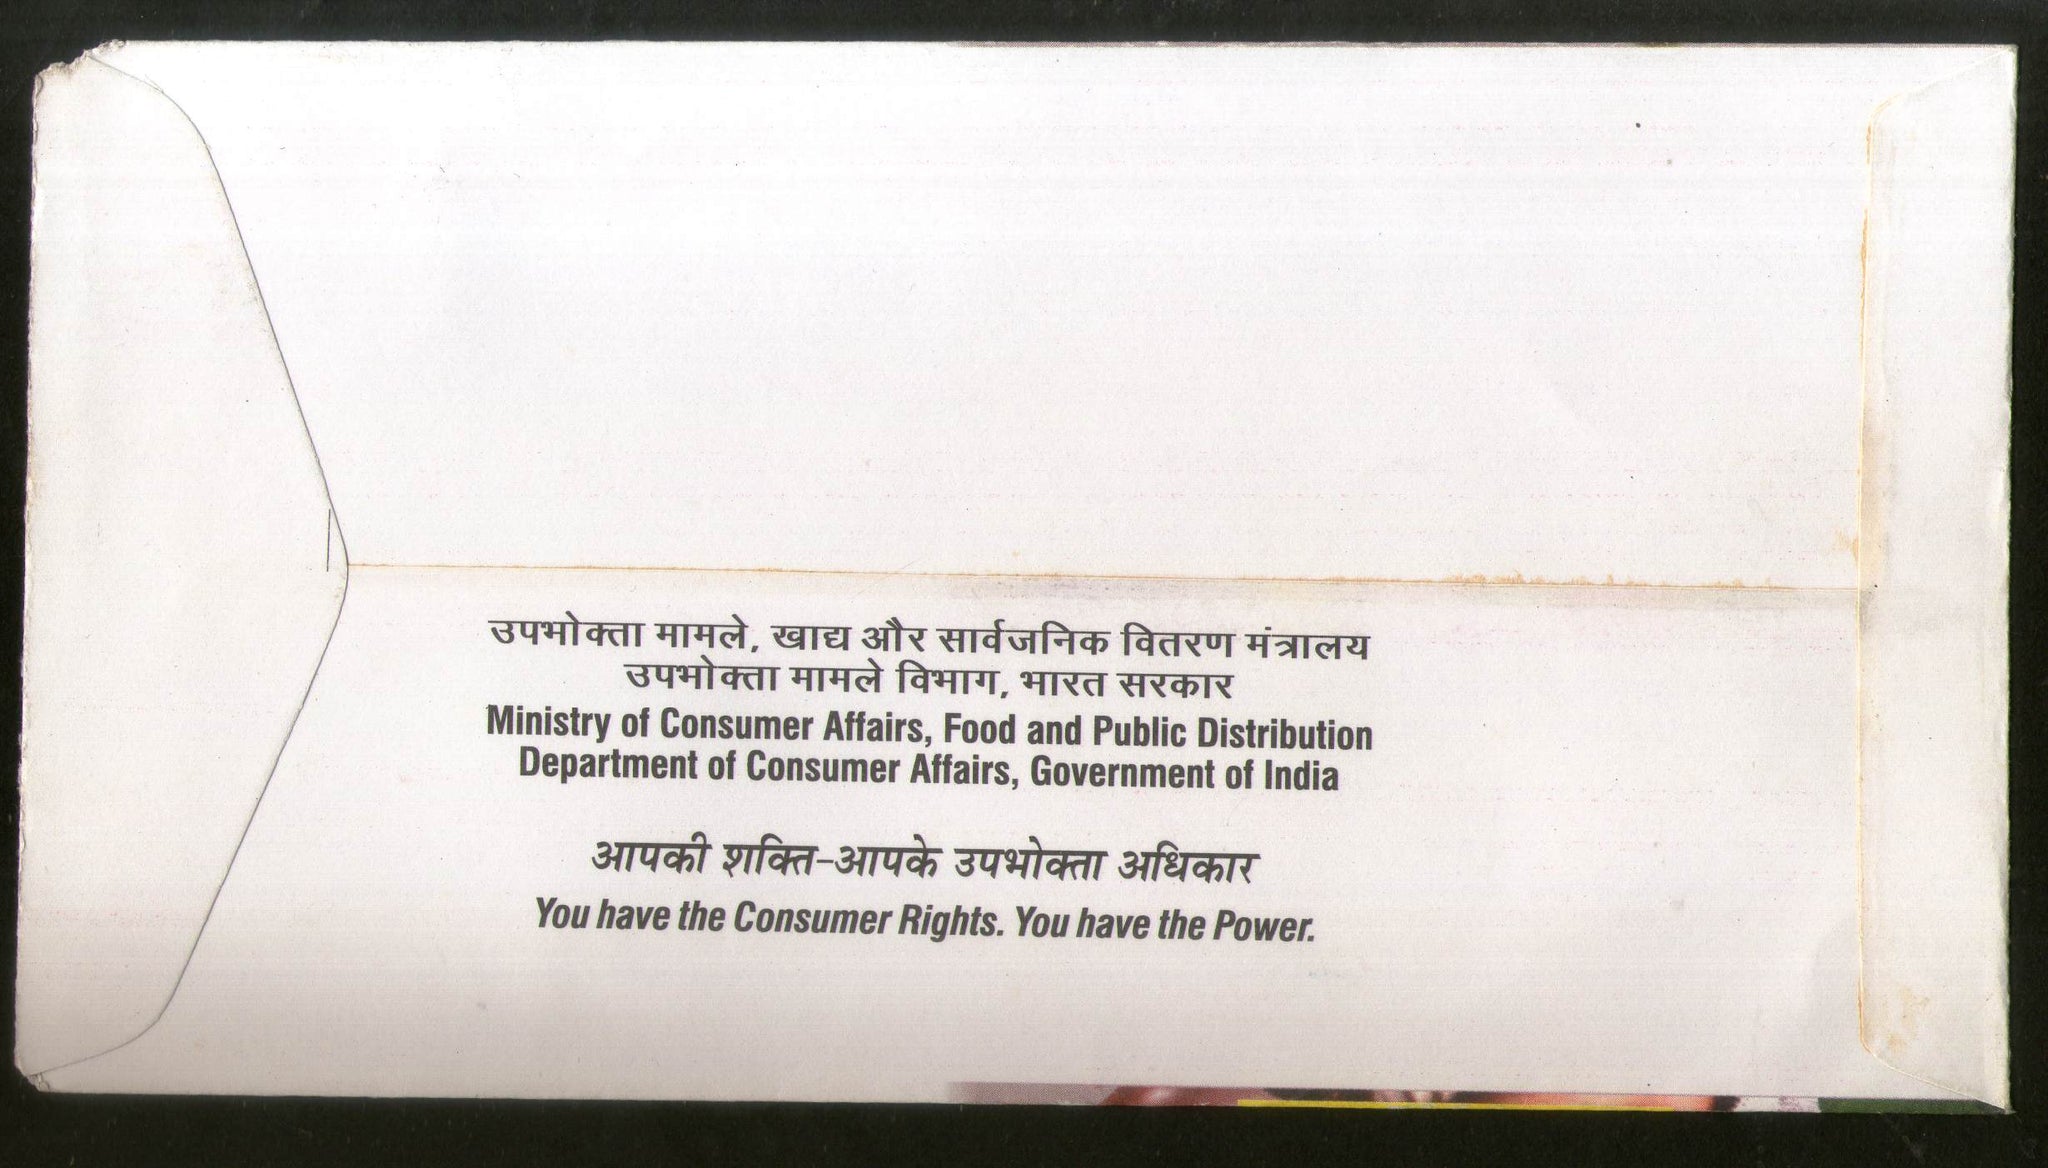 उपभोक्ता मामले, खाद्य और सार्वजनिक वितरण मंत्रालय
उपभोक्ता मामले विभाग, भारत सरकार
Ministry of Consumer Affairs, Food and Public Distribution
Department of Consumer Affairs, Government of India
आपकी शक्ति-आपके उपभोक्ता अधिकार
You have the Consumer Rights. You have the Power.